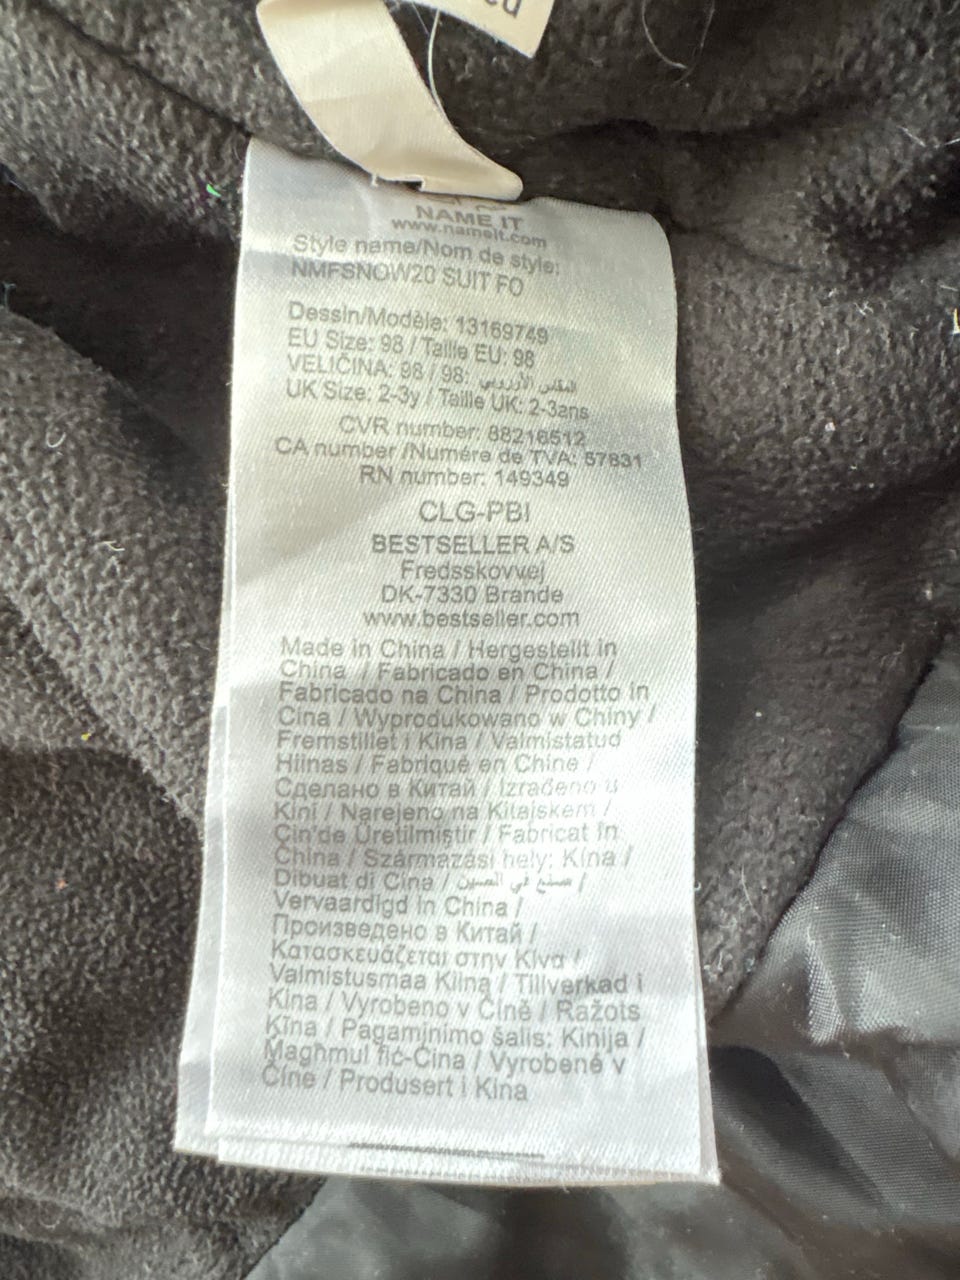 NAME IT
www.nameit.com
Style name/Nom de style:
NMFSNOW20 SUIT FO
Dessin/Modèle: 13169749
EU Size: 98 / Taille EU: 98
VELIČINA: 98 / 98: المقاس الأوروبي
UK Size: 2-3y / Taille UK: 2-3ans
CVR number: 88216512
CA number /Numére de TVA: 57831
RN number: 149349
CLG-PBI
BESTSELLER A/S
Fredsskovvej
DK-7330 Brande
www.bestseller.com
Made in China / Hergestellt in
China / Fabricado en China /
Fabricado na China / Prodotto in
Cina / Wyprodukowano w Chiny /
Fremstillet i Kina / Valmistatud
Hiinas / Fabriqué en Chine /
Сделано в Китай / Izrađeno u
Kini / Narejeno na Kitajskem /
Cin'de Üretilmiştir / Fabricat în
China / Származási hely: Kína /
Dibuat di Cina / صنع في الصين /
Vervaardigd in China /
Произведено в Китай /
Κατασκευάζεται στην Κίνα /
Valmistusmaa Kiina / Tillverkad i
Kina / Vyrobeno v Číně / Ražots
Ķīna / Pagaminimo šalis: Kinija /
Magħmul fiċ-Ċina / Vyrobené v
Číne / Produsert i Kina